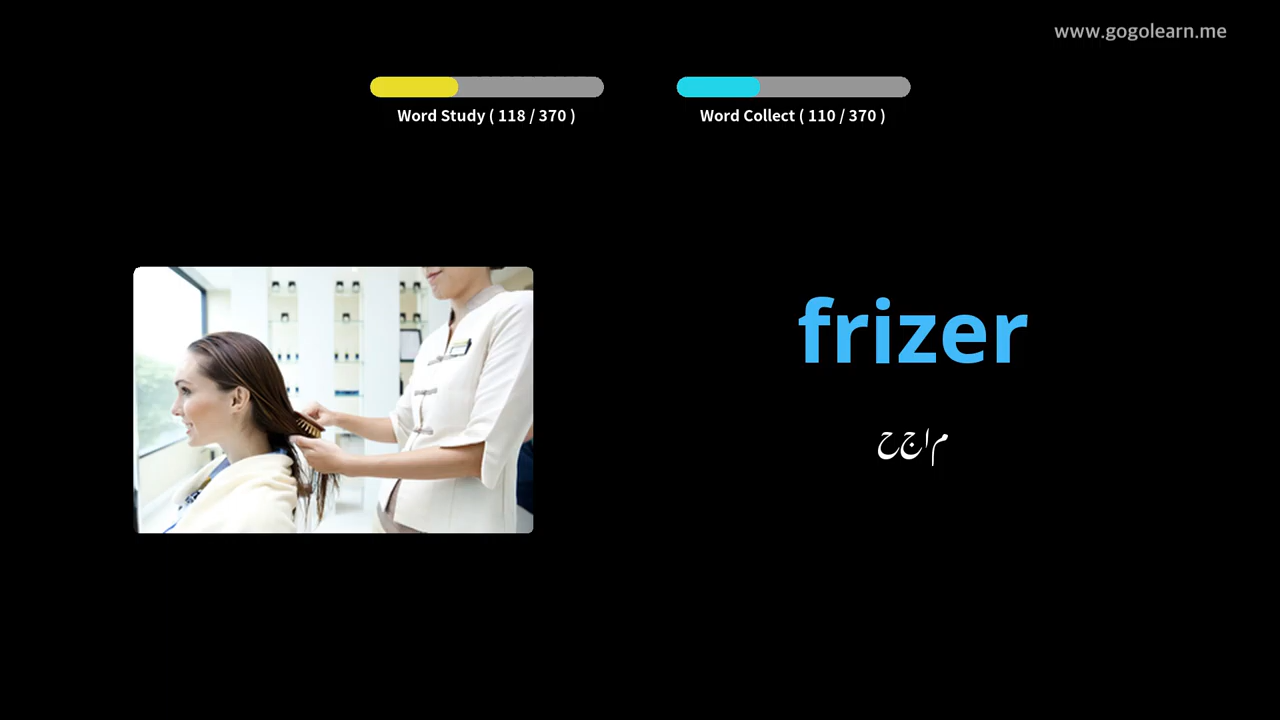 www.gogolearn.me
Word Study ( 118 / 370 )
Word Collect ( 110 / 370 )
frizer
حجام